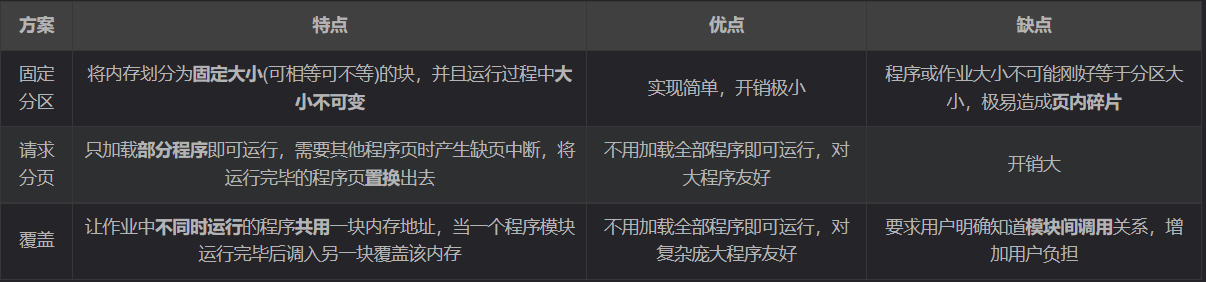 方案 特点 优点 缺点
固定分区 将内存划分为固定大小(可相等可不等)的块，并且运行过程中大小不可变 实现简单，开销极小 程序或作业大小不可能刚好等于分区大小，极易造成页内碎片
请求分页 只加载部分程序即可运行，需要其他程序页时产生缺页中断，将运行完毕的程序页置换出去 不用加载全部程序即可运行，对大程序友好 开销大
覆盖 让作业中不同时运行的程序共用一块内存地址，当一个程序模块运行完毕后调入另一块覆盖该内存 不用加载全部程序即可运行，对复杂庞大程序友好 要求用户明确知道模块间调用关系，增加用户负担